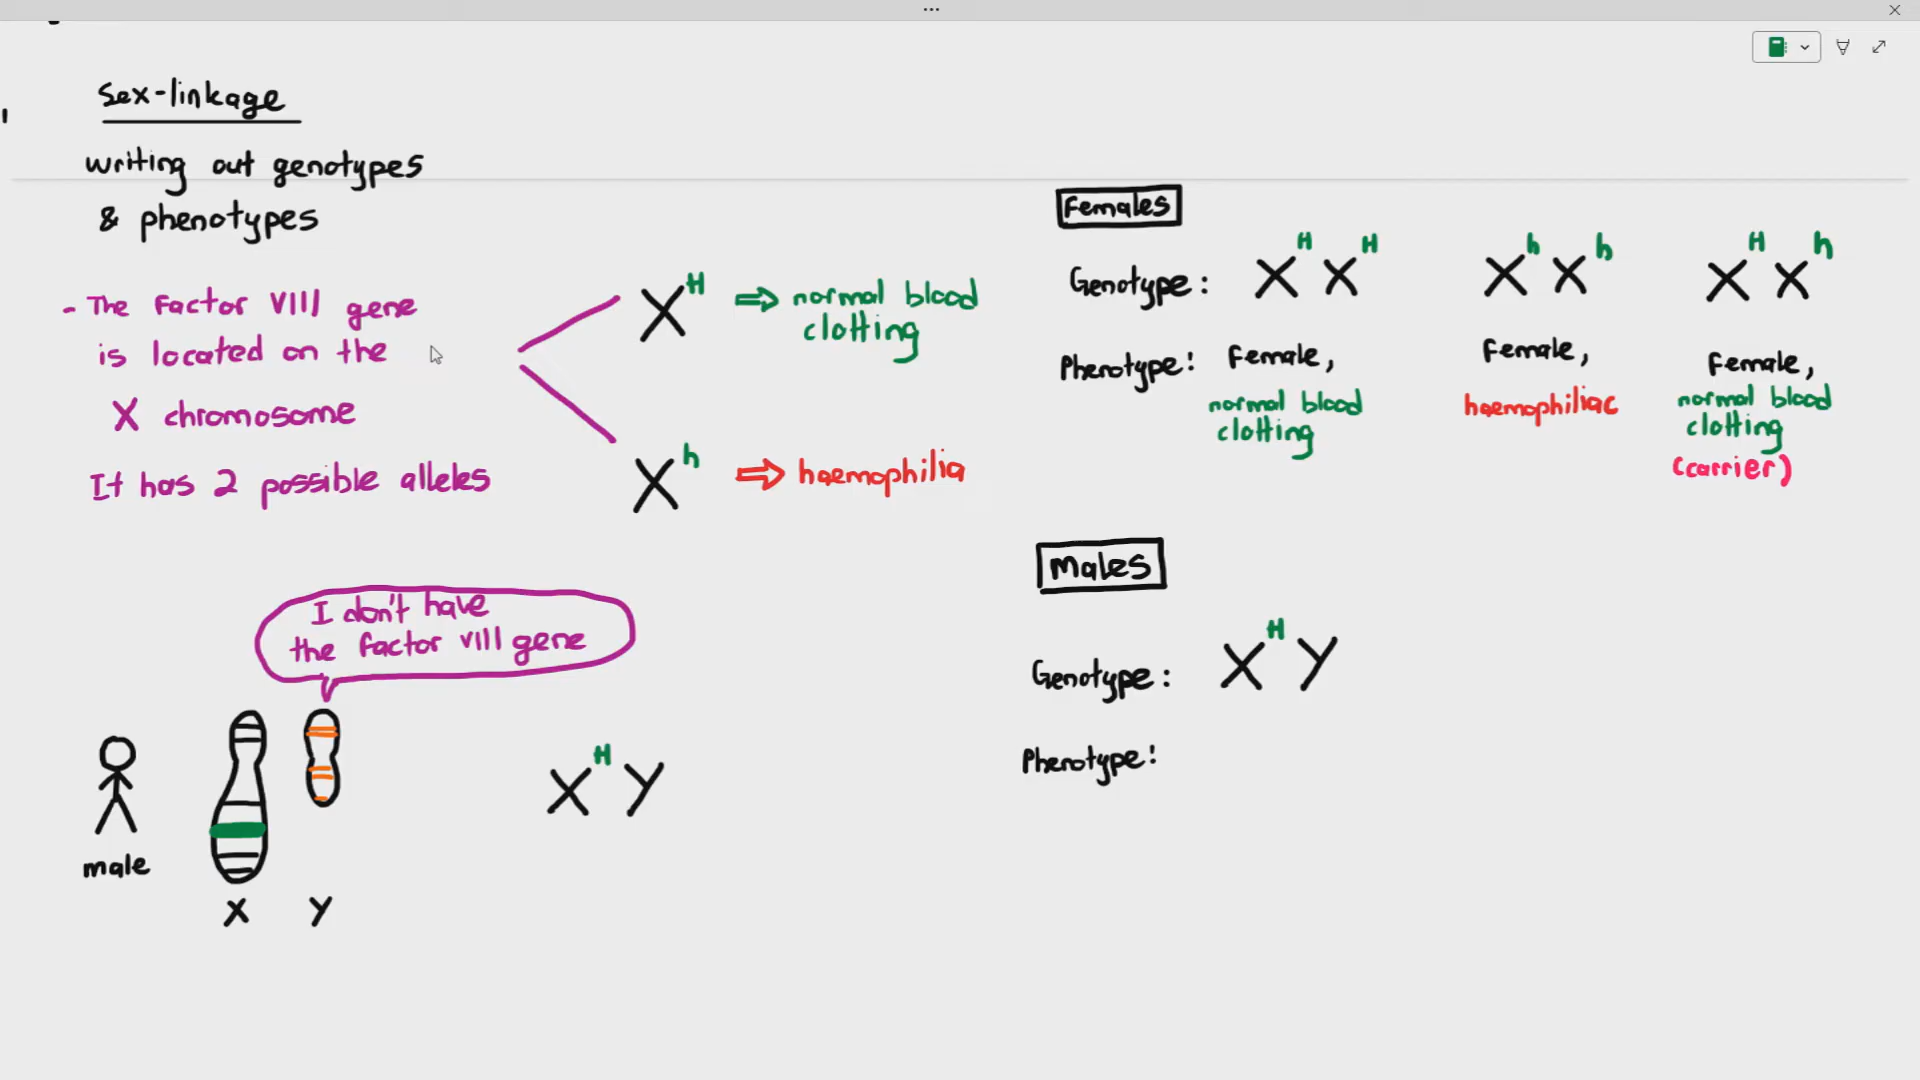 Sex-linkage
writing out genotypes
& phenotypes
- The factor VIII gene
is located on the
X chromosome
It has 2 possible alleles
X^H ⇒ normal blood
clotting
X^h ⇒ haemophilia
Females
Genotype: X^H X^H X^h X^h X^H X^h
Phenotype: Female, Female, Female,
normal blood haemophiliac normal blood
clotting clotting
(carrier)
Males
Genotype: X^H Y
Phenotype:
I don't have
the factor VIII gene
X^H Y
male
X Y